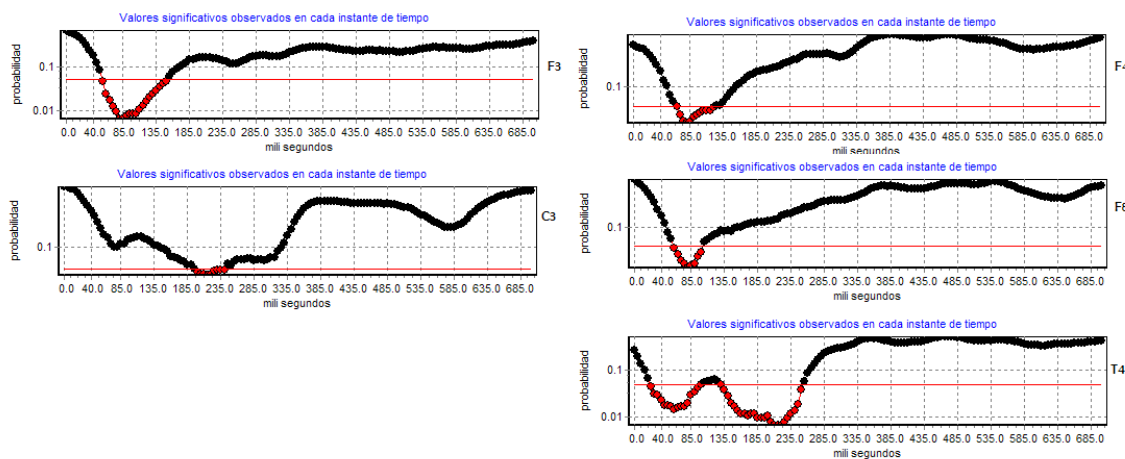 Valores significativos observados en cada instante de tiempo
probabilidad
0.1
0.01
F3
0.0 40.0 85.0 135.0 185.0 235.0 285.0 335.0 385.0 435.0 485.0 535.0 585.0 635.0 685.0
mili segundos
Valores significativos observados en cada instante de tiempo
probabilidad
0.1
F4
0.0 40.0 85.0 135.0 185.0 235.0 285.0 335.0 385.0 435.0 485.0 535.0 585.0 635.0 685.0
mili segundos
Valores significativos observados en cada instante de tiempo
probabilidad
0.1
C3
0.0 40.0 85.0 135.0 185.0 235.0 285.0 335.0 385.0 435.0 485.0 535.0 585.0 635.0 685.0
mili segundos
Valores significativos observados en cada instante de tiempo
probabilidad
0.1
0.0 40.0 85.0 135.0 185.0 235.0 285.0 335.0 385.0 435.0 485.0 535.0 585.0 635.0 685.0
mili segundos
Valores significativos observados en cada instante de tiempo
probabilidad
0.1
0.01
T4
0.0 40.0 85.0 135.0 185.0 235.0 285.0 335.0 385.0 435.0 485.0 535.0 585.0 635.0 685.0
mili segundos